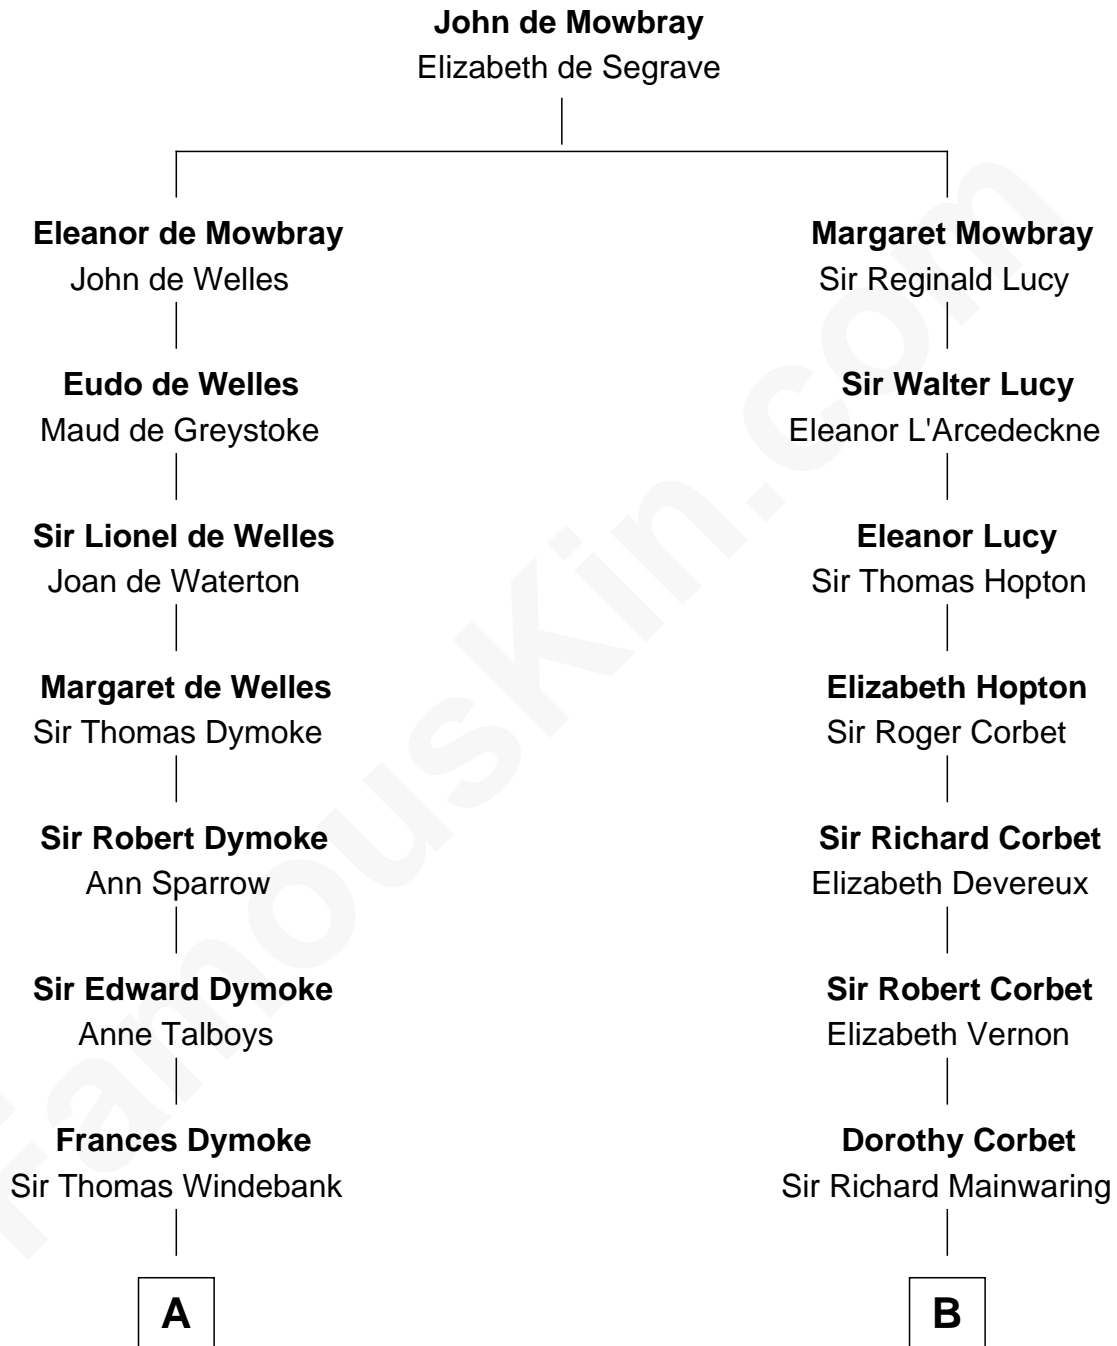 John de Mowbray
Elizabeth de Segrave
Eleanor de Mowbray
John de Welles
Margaret Mowbray
Sir Reginald Lucy
Eudo de Welles
Maud de Greystoke
Sir Walter Lucy
Eleanor L'Arcedeckne
Sir Lionel de Welles
Joan de Waterton
Eleanor Lucy
Sir Thomas Hopton
Margaret de Welles
Sir Thomas Dymoke
Elizabeth Hopton
Sir Roger Corbet
Sir Robert Dymoke
Ann Sparrow
Sir Richard Corbet
Elizabeth Devereux
Sir Edward Dymoke
Anne Talboys
Sir Robert Corbet
Elizabeth Vernon
Frances Dymoke
Sir Thomas Windebank
Dorothy Corbet
Sir Richard Mainwaring
A
B
FamousKin.com